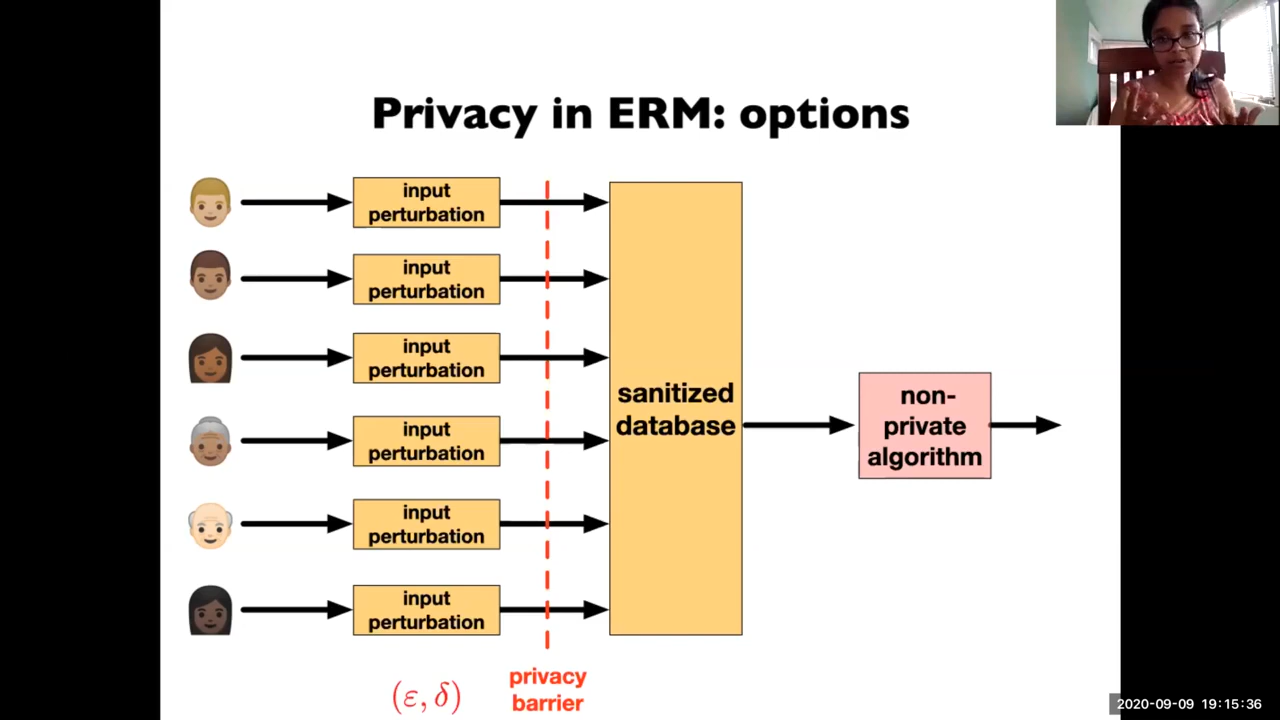 Privacy in ERM: options
input
perturbation
input
perturbation
input
perturbation
input
perturbation
input
perturbation
input
perturbation
sanitized
database
non-
private
algorithm
(ε, δ)
privacy
barrier
2020-09-09 19:15:36